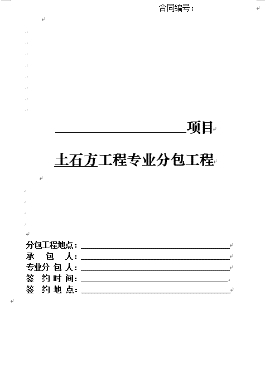 合同编号：
项目
土石方工程专业分包工程
分包工程地点：
承 包 人：
专业分 包 人：
签 约 时 间：
签 约 地 点：